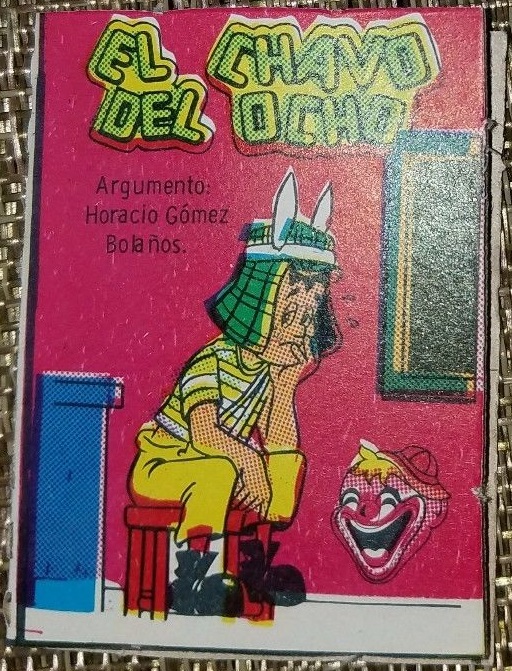 EL CHAVO
DEL OCHO
Argumento:
Horacio Gómez
Bolaños.